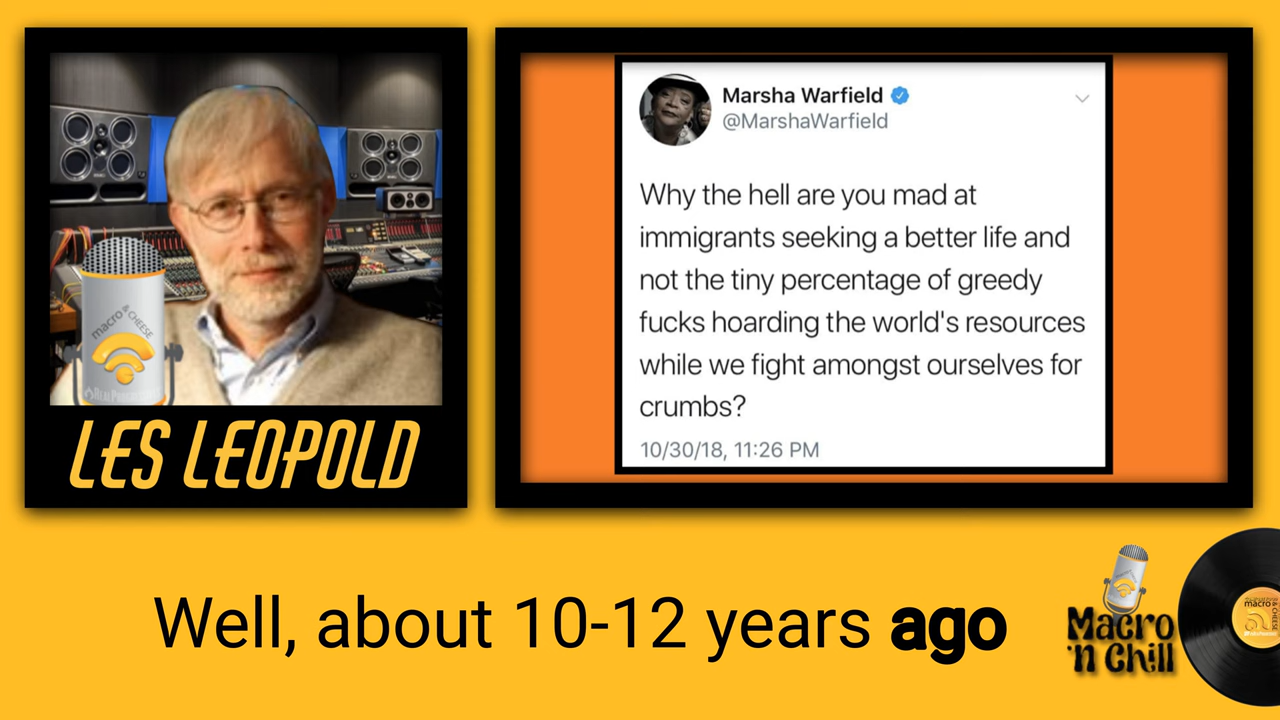 macro & CHEESE
LES LEOPOLD
Marsha Warfield
@MarshaWarfield
Why the hell are you mad at
immigrants seeking a better life and
not the tiny percentage of greedy
fucks hoarding the world's resources
while we fight amongst ourselves for
crumbs?
10/30/18, 11:26 PM
Well, about 10-12 years ago
Macro
'N Chill
macro & CHEESE